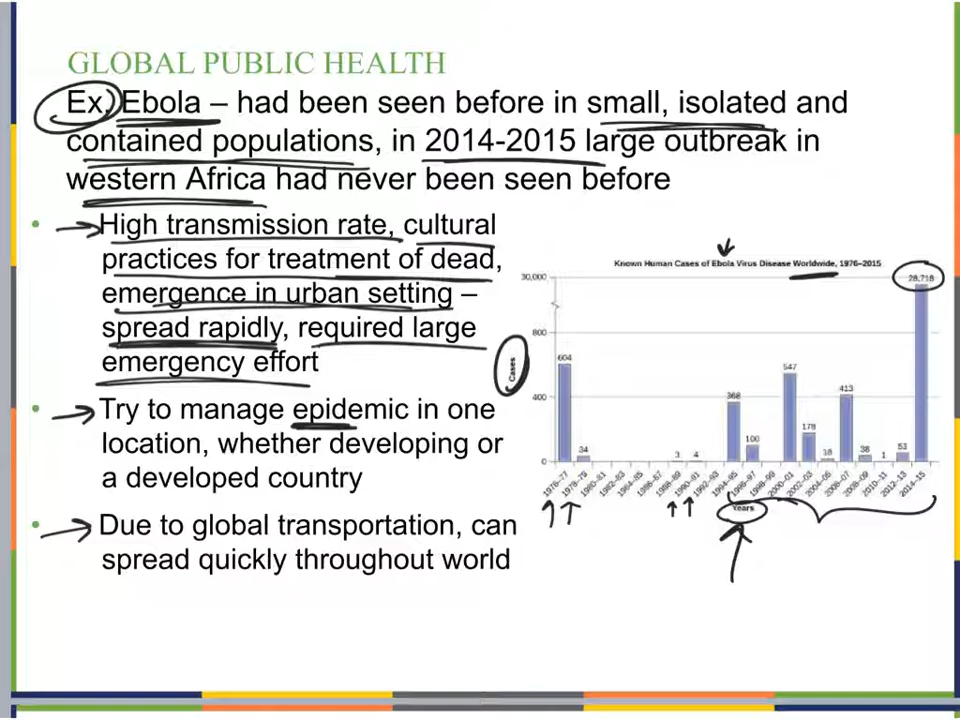 GLOBAL PUBLIC HEALTH
Ex. Ebola – had been seen before in small, isolated and
contained populations, in 2014-2015 large outbreak in
western Africa had never been seen before
• High transmission rate, cultural
practices for treatment of dead,
emergence in urban setting –
spread rapidly, required large
emergency effort
• Try to manage epidemic in one
location, whether developing or
a developed country
• Due to global transportation, can
spread quickly throughout world
Known Human Cases of Ebola Virus Disease Worldwide, 1976–2015
30,000
800
400
0
Cases
604
34
3
4
368
100
547
178
18
413
38
1
53
28,718
1976–77
1978–79
1980–81
1982–83
1984–85
1986–87
1988–89
1990–91
1992–93
1994–95
1996–97
1998–99
2000–01
2002–03
2004–05
2006–07
2008–09
2010–11
2012–13
2014–15
Years